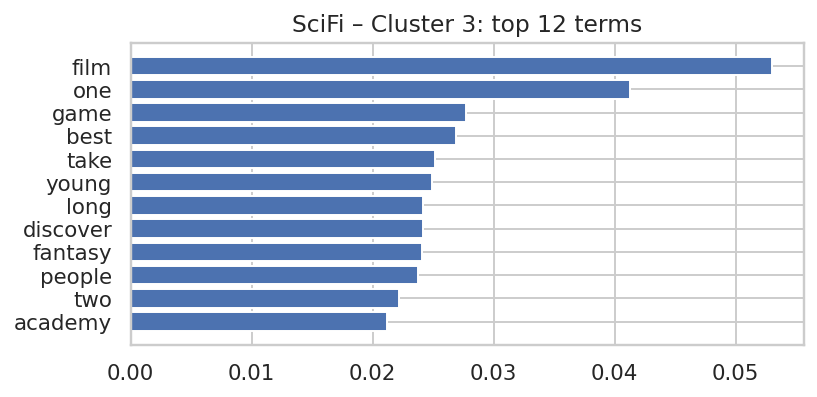 SciFi – Cluster 3: top 12 terms
film
one
game
best
take
young
long
discover
fantasy
people
two
academy
0.00 0.01 0.02 0.03 0.04 0.05